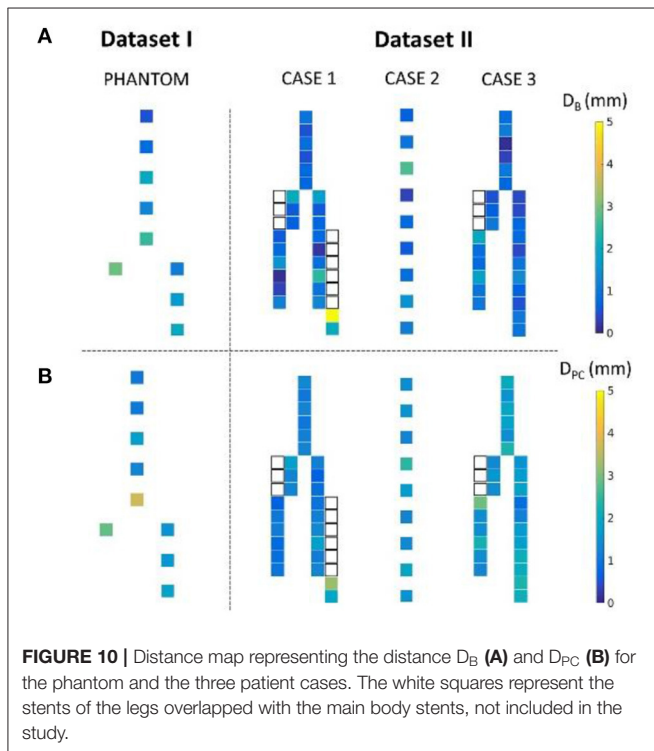 A
Dataset I
Dataset II
PHANTOM
CASE 1
CASE 2
CASE 3
D_B (mm)
5
4
3
2
1
0
B
D_PC (mm)
5
4
3
2
1
0
FIGURE 10 | Distance map representing the distance D_B (A) and D_PC (B) for
the phantom and the three patient cases. The white squares represent the
stents of the legs overlapped with the main body stents, not included in the
study.